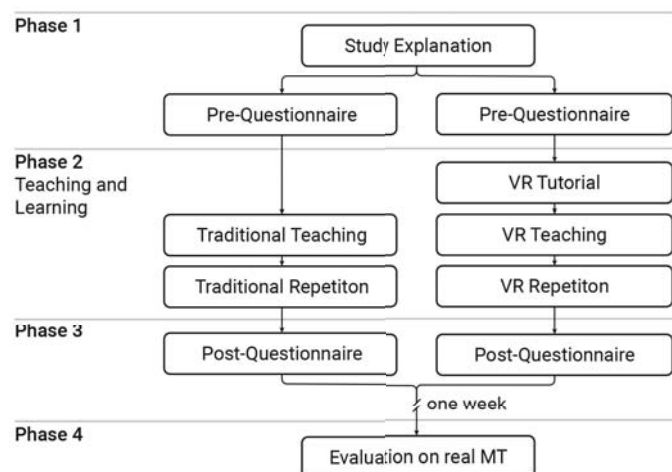 Phase 1
Study Explanation
Pre-Questionnaire
Pre-Questionnaire
Phase 2
Teaching and
Learning
VR Tutorial
Traditional Teaching
VR Teaching
Traditional Repetiton
VR Repetiton
Phase 3
Post-Questionnaire
Post-Questionnaire
one week
Phase 4
Evaluation on real MT